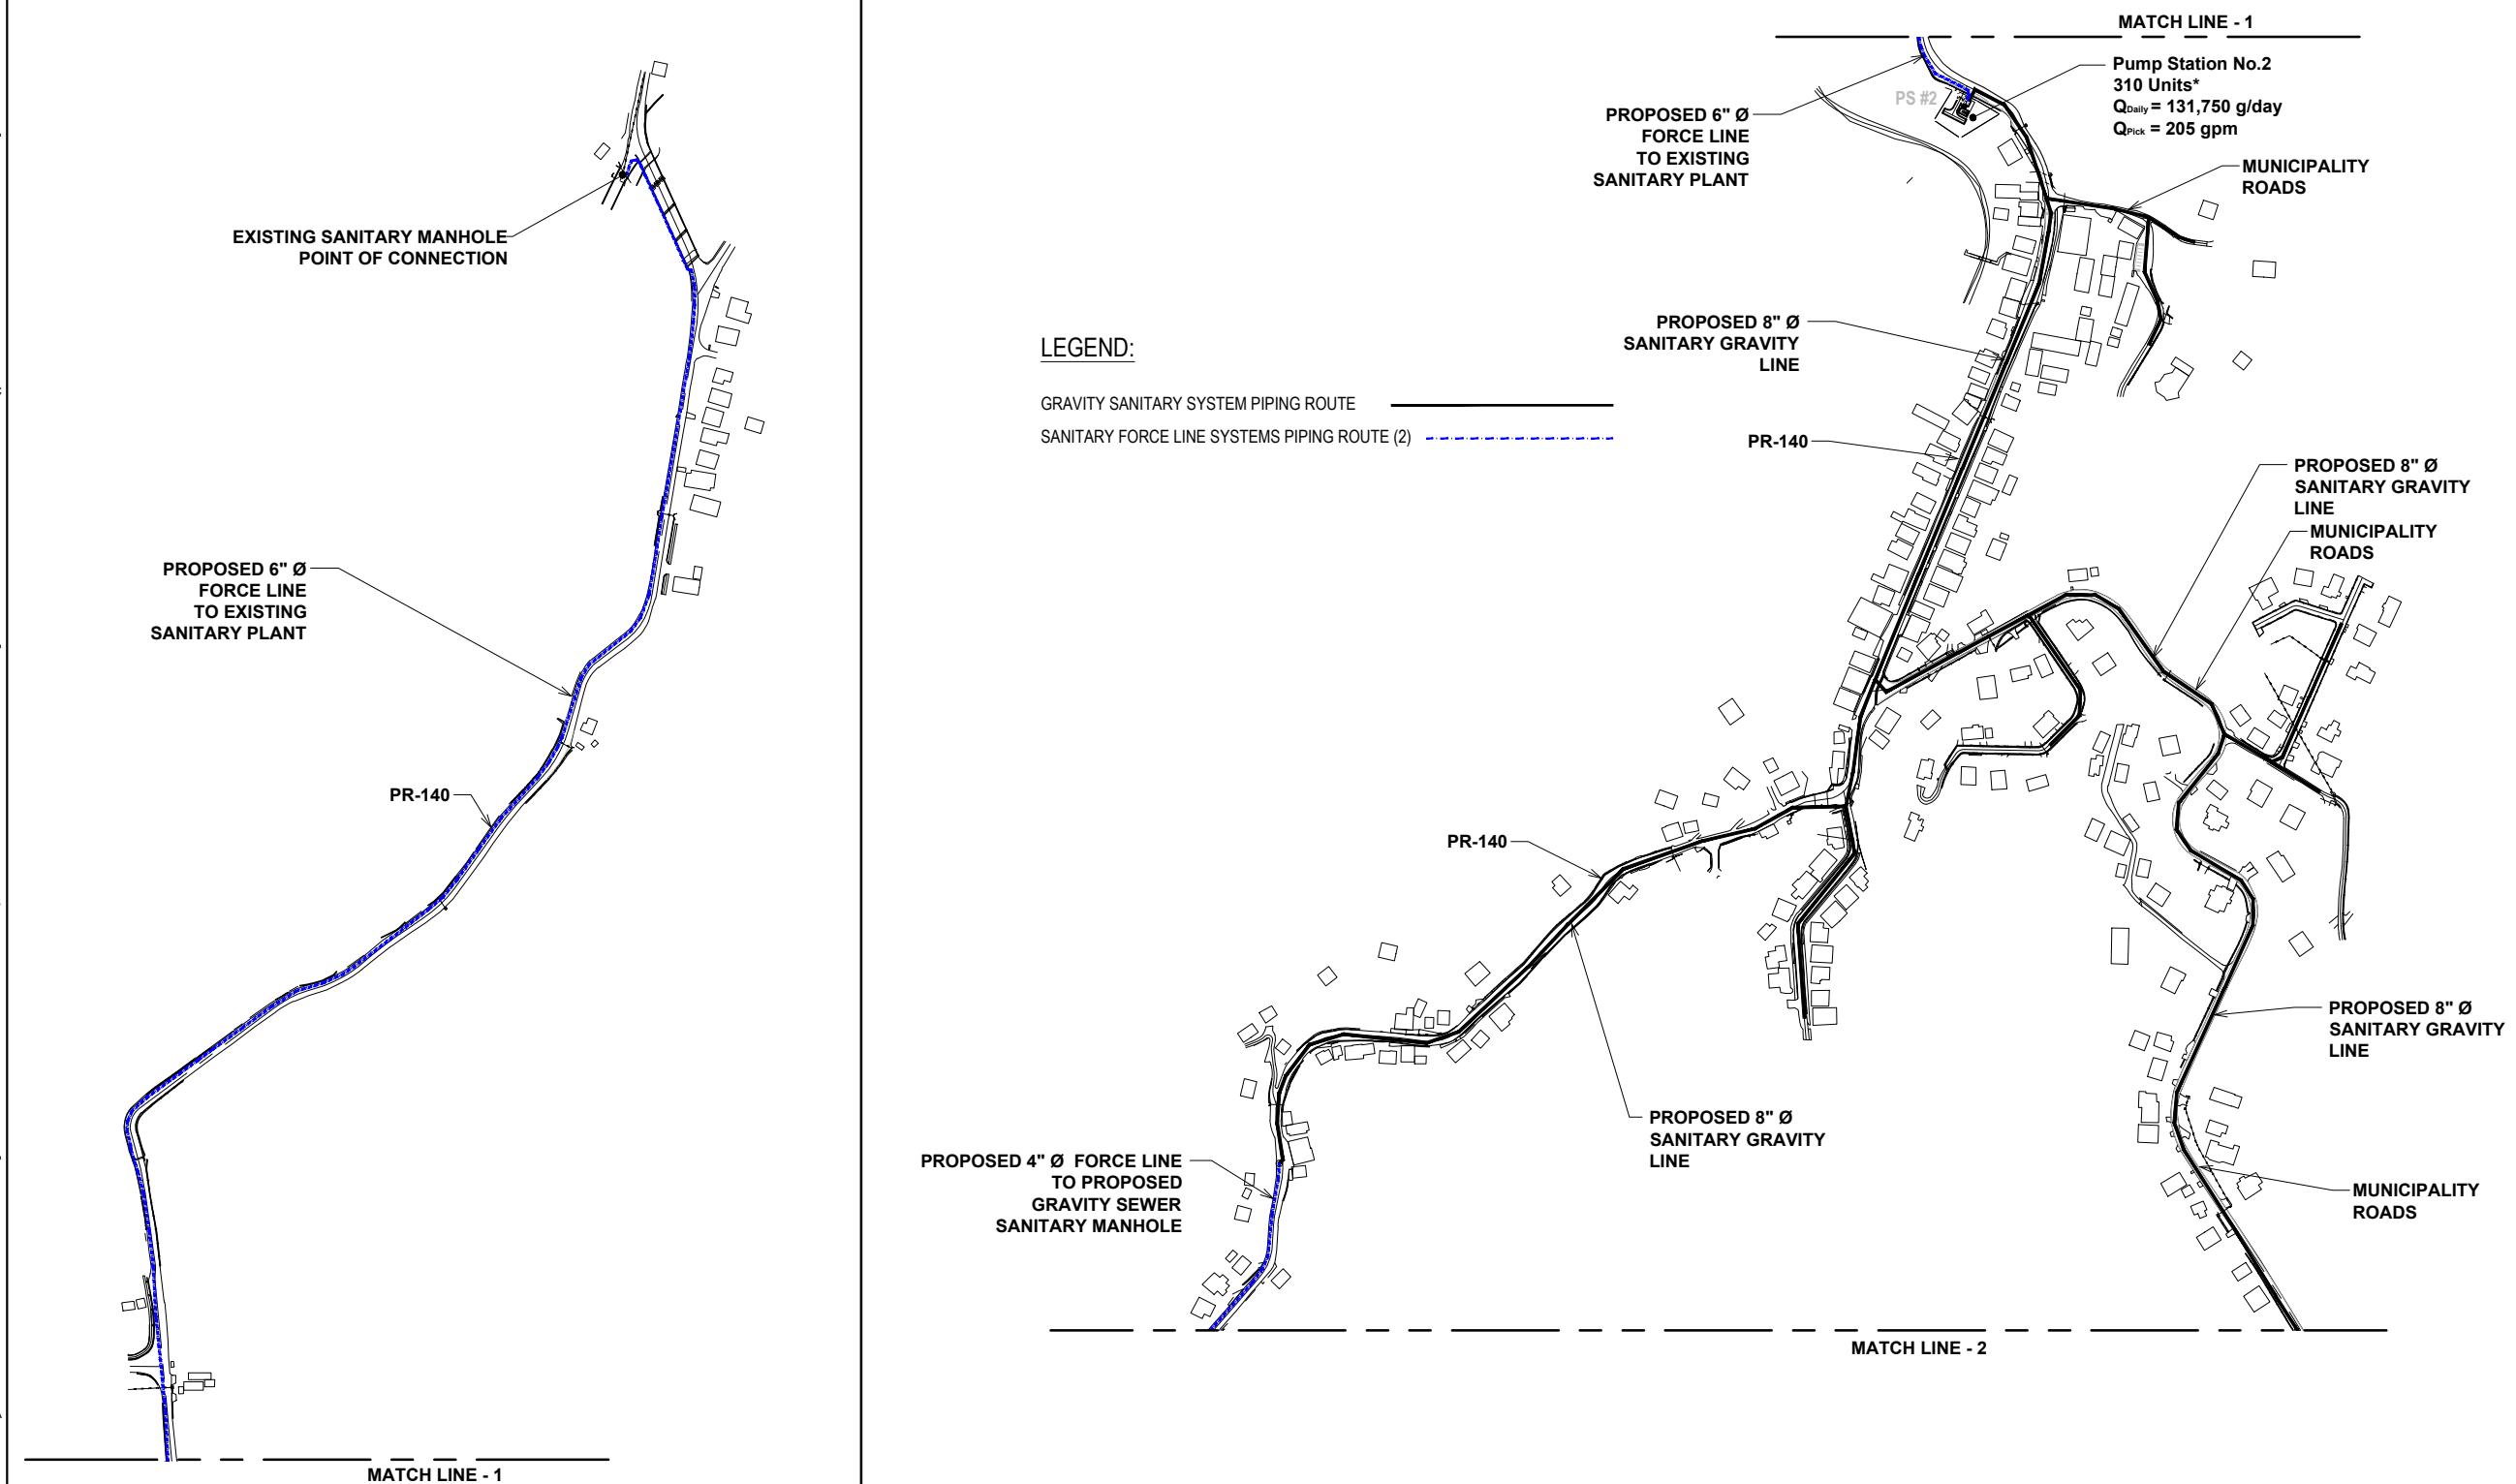 EXISTING SANITARY MANHOLE
POINT OF CONNECTION
PROPOSED 6" Ø
FORCE LINE
TO EXISTING
SANITARY PLANT
PR-140
MATCH LINE - 1
LEGEND:
GRAVITY SANITARY SYSTEM PIPING ROUTE
SANITARY FORCE LINE SYSTEMS PIPING ROUTE (2)
MATCH LINE - 1
Pump Station No.2
310 Units*
QDaily = 131,750 g/day
QPick = 205 gpm
PS #2
PROPOSED 6" Ø
FORCE LINE
TO EXISTING
SANITARY PLANT
MUNICIPALITY
ROADS
PROPOSED 8" Ø
SANITARY GRAVITY
LINE
PR-140
PROPOSED 8" Ø
SANITARY GRAVITY
LINE
MUNICIPALITY
ROADS
PR-140
PROPOSED 8" Ø
SANITARY GRAVITY
LINE
PROPOSED 8" Ø
SANITARY GRAVITY
LINE
PROPOSED 4" Ø FORCE LINE
TO PROPOSED
GRAVITY SEWER
SANITARY MANHOLE
MUNICIPALITY
ROADS
MATCH LINE - 2